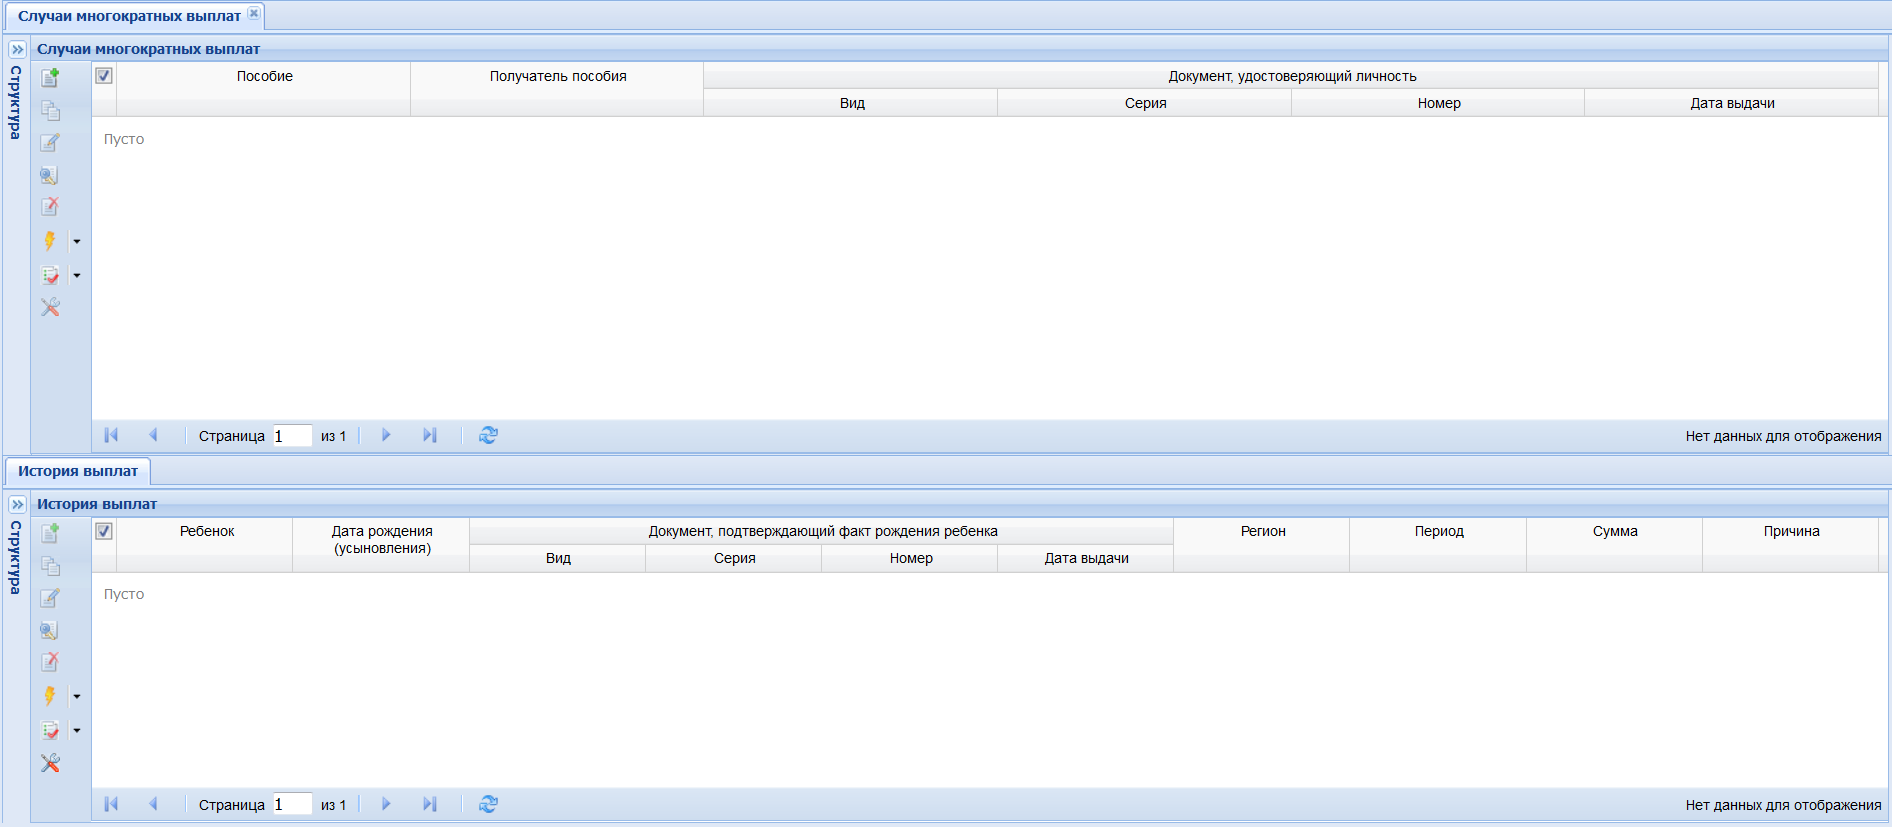 Случаи многократных выплат
Случаи многократных выплат
Структура
Пособие
Получатель пособия
Документ, удостоверяющий личность
Вид
Серия
Номер
Дата выдачи
Пусто
Страница 1 из 1
Нет данных для отображения
История выплат
История выплат
Структура
Ребенок
Дата рождения
(усыновления)
Документ, подтверждающий факт рождения ребенка
Вид
Серия
Номер
Дата выдачи
Регион
Период
Сумма
Причина
Пусто
Страница 1 из 1
Нет данных для отображения